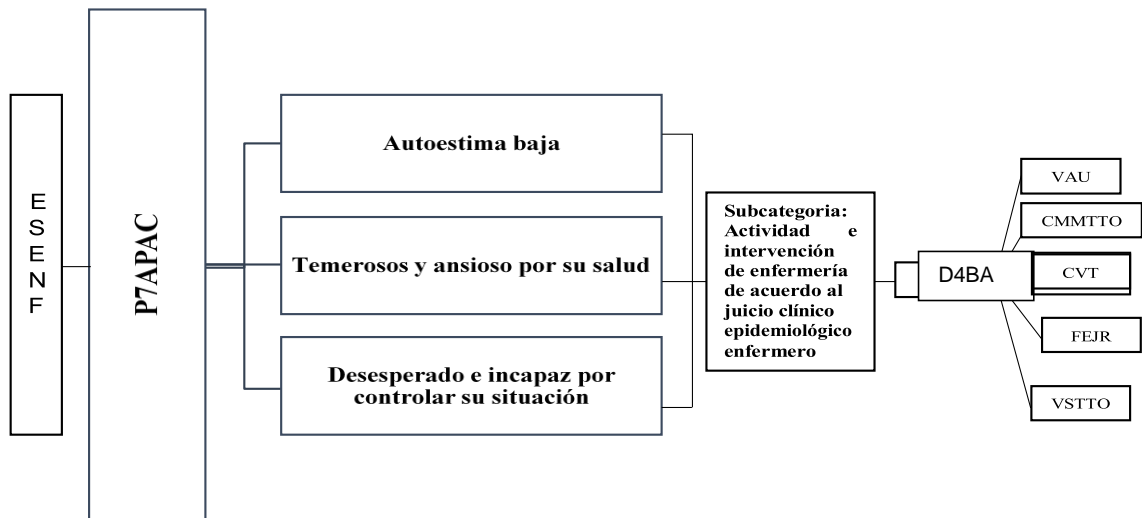 ESENF
P7APAC
Autoestima baja
Temerosos y ansioso por su salud
Desesperado e incapaz por
controlar su situación
Subcategoria:
Actividad e
intervención
de enfermería
de acuerdo al
juicio clínico
epidemiológico
enfermero
D4BA
VAU
CMMTTO
CVT
FEJR
VSTTO